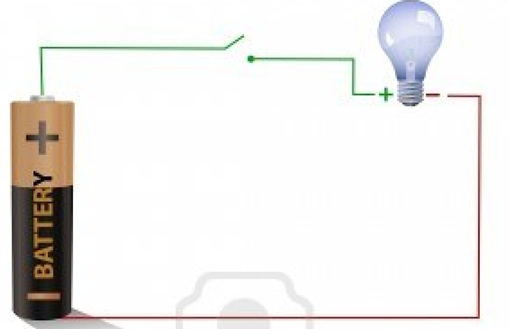 + -
+
BATTERY
-